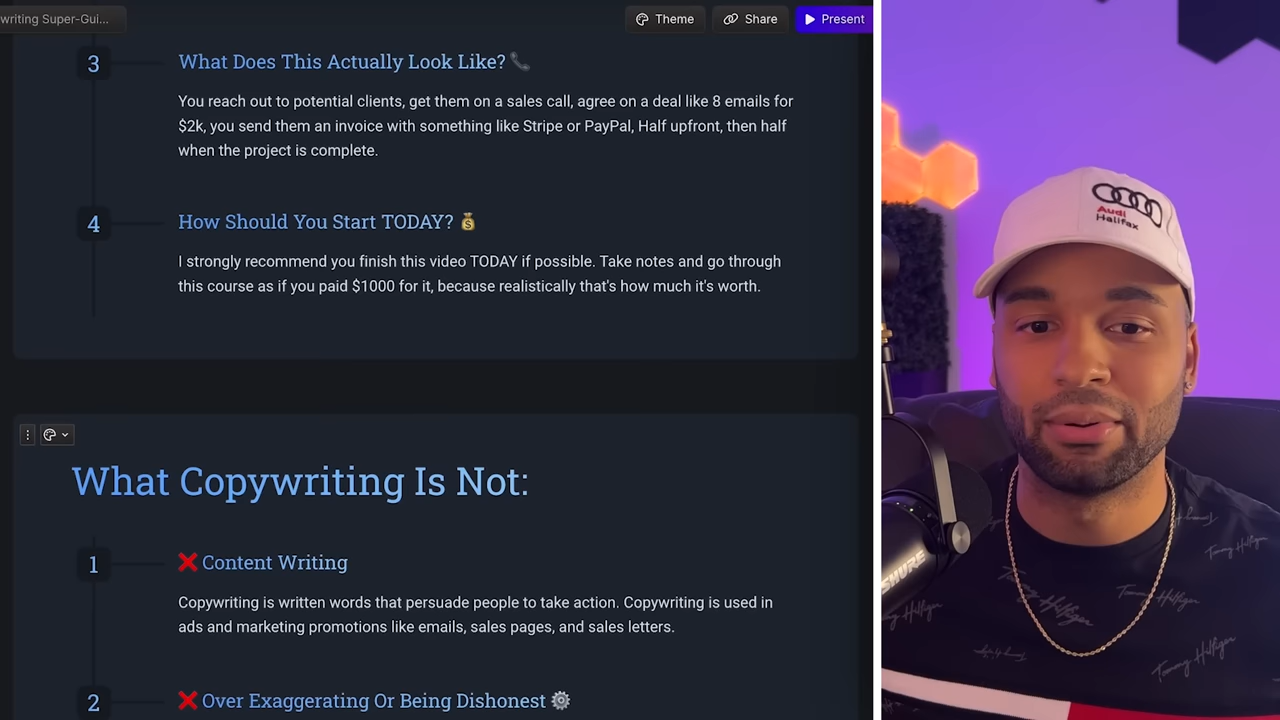 writing Super-Gui...
Theme
Share
Present
3
What Does This Actually Look Like? 📞
You reach out to potential clients, get them on a sales call, agree on a deal like 8 emails for
$2k, you send them an invoice with something like Stripe or PayPal, Half upfront, then half
when the project is complete.
4
How Should You Start TODAY? 💰
I strongly recommend you finish this video TODAY if possible. Take notes and go through
this course as if you paid $1000 for it, because realistically that's how much it's worth.
What Copywriting Is Not:
1
❌ Content Writing
Copywriting is written words that persuade people to take action. Copywriting is used in
ads and marketing promotions like emails, sales pages, and sales letters.
2
❌ Over Exaggerating Or Being Dishonest ⚙️
Audi
Halifax
SHURE
Tommy Hilfiger
Tommy Hilfiger
Tommy Hilfiger